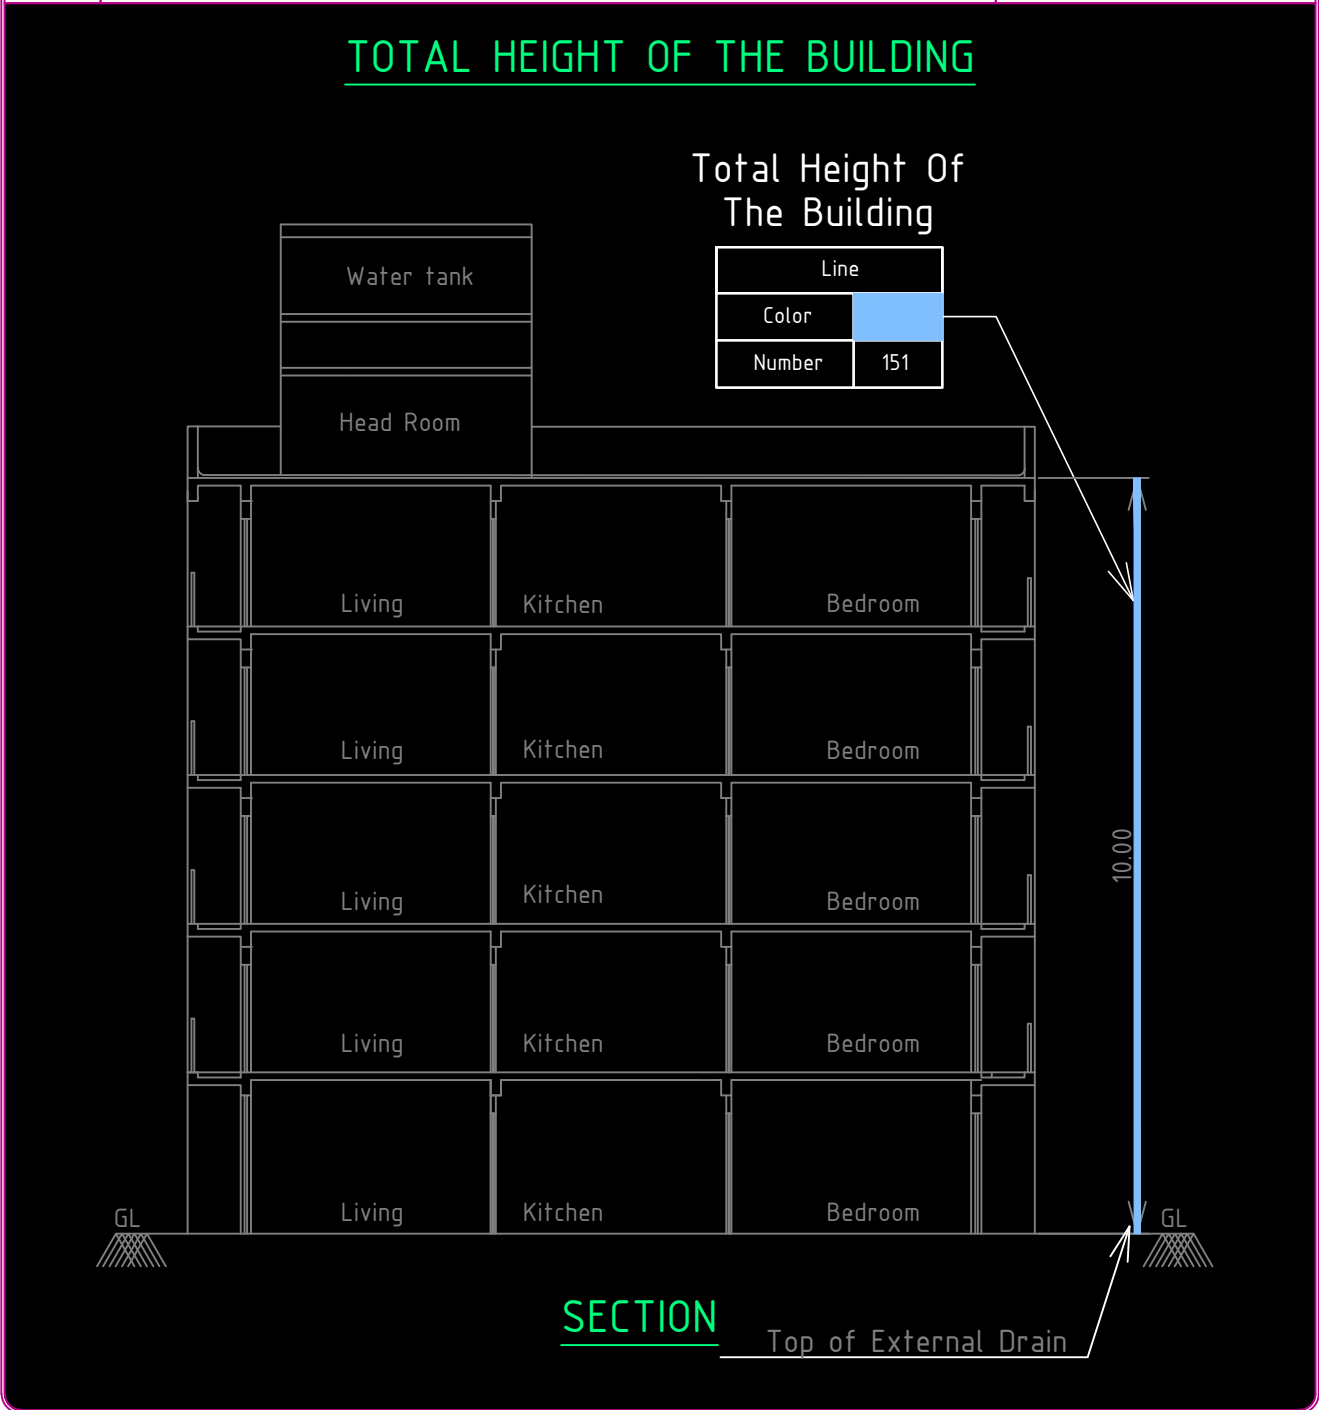 TOTAL HEIGHT OF THE BUILDING
Total Height Of
The Building
Line
Color
Number 151
Water tank
Head Room
Living Kitchen Bedroom
Living Kitchen Bedroom
Living Kitchen Bedroom
10.00
Living Kitchen Bedroom
Living Kitchen Bedroom
GL GL
SECTION
Top of External Drain